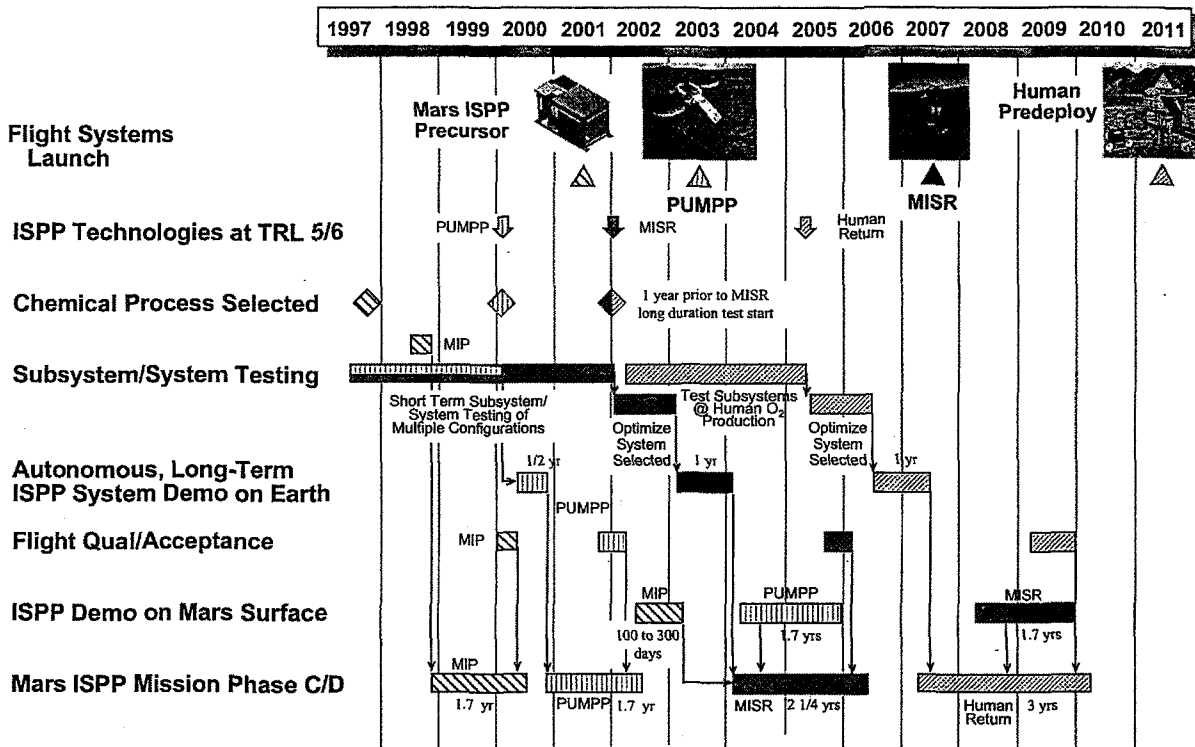 1997 1998 1999 2000 2001 2002 2003 2004 2005 2006 2007 2008 2009 2010 2011
Flight Systems
Launch
Mars ISPP
Precursor
PUMPP
MISR
Human
Predeploy
ISPP Technologies at TRL 5/6
PUMPP
MISR
Human
Return
Chemical Process Selected
1 year prior to MISR
long duration test start
MIP
Subsystem/System Testing
Short Term Subsystem/
System Testing of
Multiple Configurations
Optimize
System
Selected
Test Subsystems
@ Human O2
Production
Optimize
System
Selected
Autonomous, Long-Term
ISPP System Demo on Earth
1/2 yr
1 yr
1 yr
PUMPP
Flight Qual/Acceptance
MIP
ISPP Demo on Mars Surface
MIP
100 to 300
days
PUMPP
1.7 yrs
MISR
1.7 yrs
Mars ISPP Mission Phase C/D
MIP
1.7 yr
PUMPP 1.7 yr
MISR 2 1/4 yrs
Human
Return
3 yrs